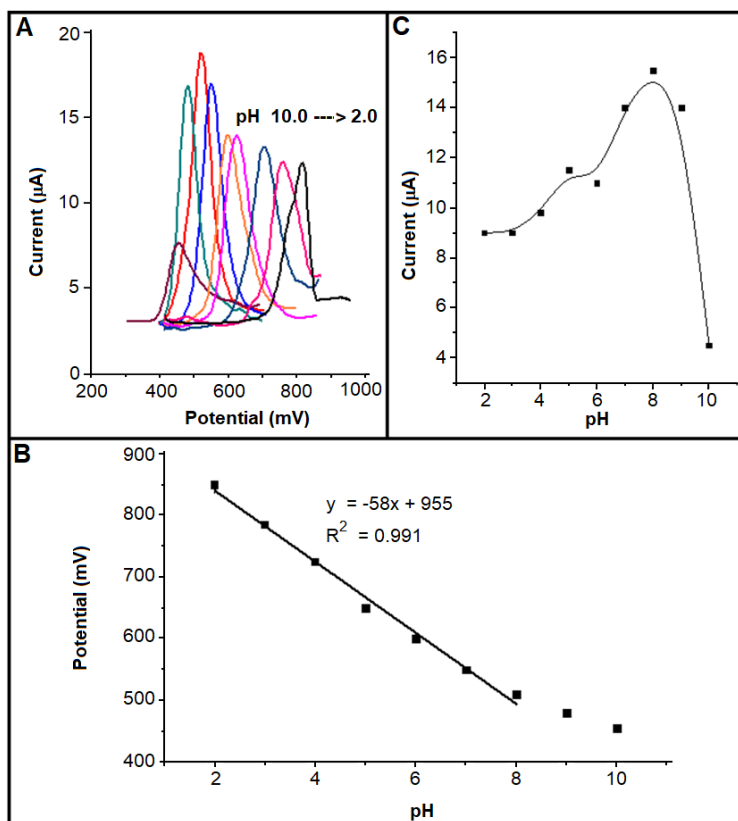 A
20
15
10
5
0
Current (µA)
pH 10.0 ---> 2.0
200 400 600 800 1000
Potential (mV)
C
16
14
12
10
8
6
4
Current (µA)
2 4 6 8 10
pH
B
900
800
700
600
500
400
Potential (mV)
y = -58x + 955
R² = 0.991
2 4 6 8 10
pH